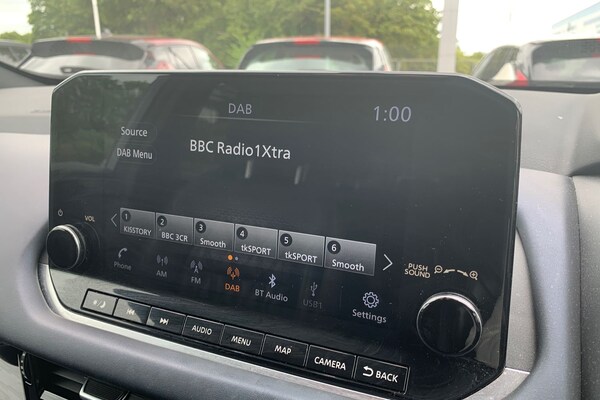 DAB
1:00
Source
DAB Menu
BBC Radio1Xtra
1 KISSTORY
2 BBC 3CR
3 Smooth
4 tkSPORT
5 tkSPORT
6 Smooth
VOL
Phone
AM
FM
DAB
BT Audio
USB1
Settings
PUSH
SOUND
AUDIO
MENU
MAP
CAMERA
BACK